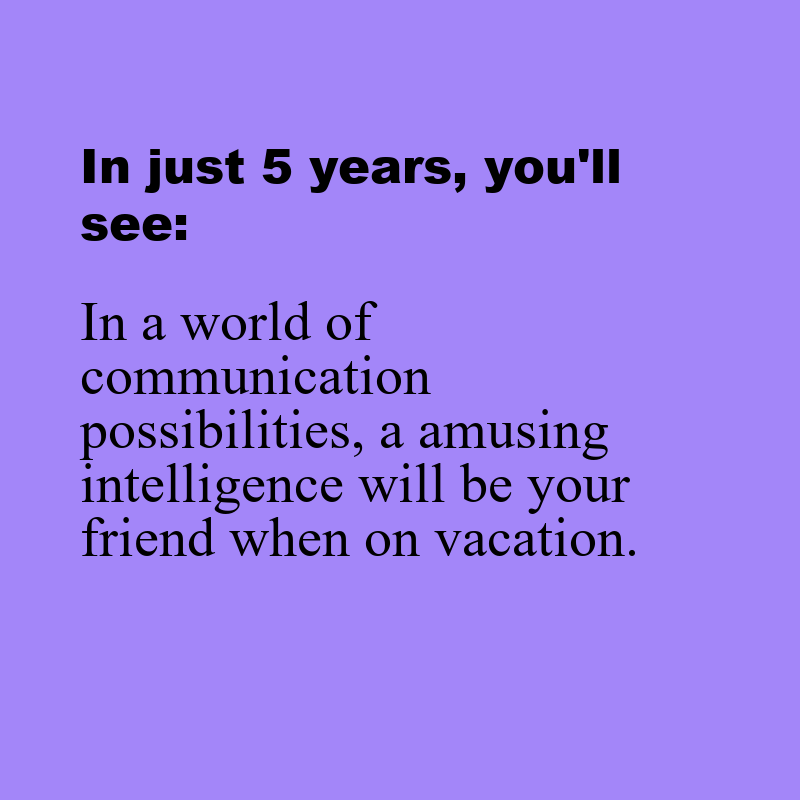 In just 5 years, you'll
see:
In a world of
communication
possibilities, a amusing
intelligence will be your
friend when on vacation.